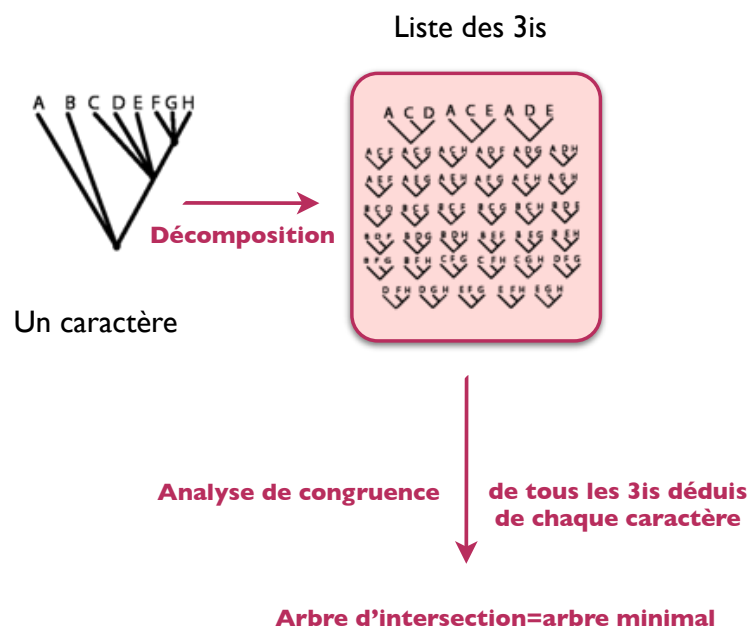 Liste des 3is
A B C D E F G H
A C D A C E A D E
A C F A C G A C H A D F A D G A D H
A E F A E G A E H A F G A F H A G H
B C D B C E B C F B C G B C H B D E
B D F B D G B D H B E F B E G B E H
B F G B F H C F G C F H C G H D F G
D F H D G H E F G E F H E G H
Décomposition
Un caractère
Analyse de congruence
de tous les 3is déduis
de chaque caractère
Arbre d’intersection=arbre minimal